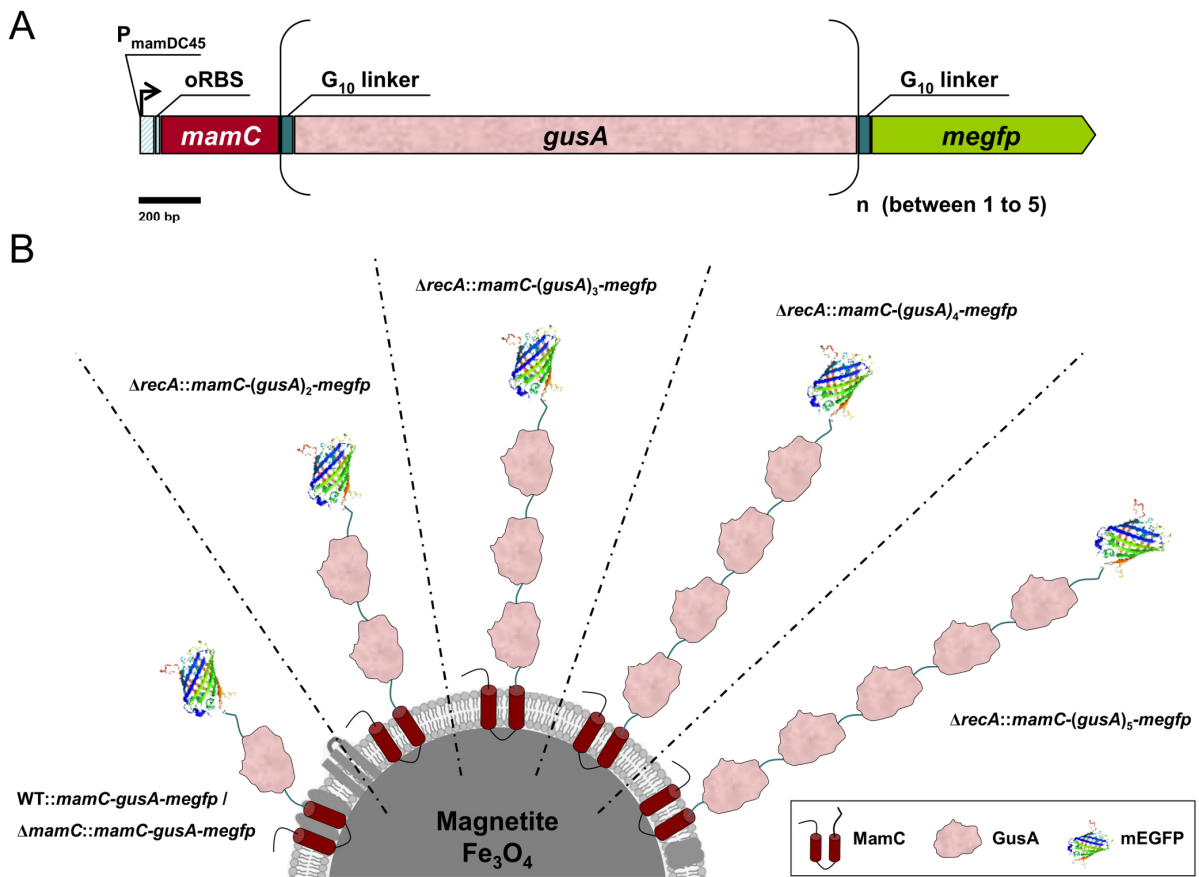 A
P_mamDC45
oRBS
G₁₀ linker
G₁₀ linker
mamC
gusA
megfp
200 bp
n (between 1 to 5)
B
ΔrecA::mamC-(gusA)₃-megfp
ΔrecA::mamC-(gusA)₄-megfp
ΔrecA::mamC-(gusA)₂-megfp
ΔrecA::mamC-(gusA)₅-megfp
WT::mamC-gusA-megfp /
ΔmamC::mamC-gusA-megfp
Magnetite
Fe₃O₄
MamC
GusA
mEGFP